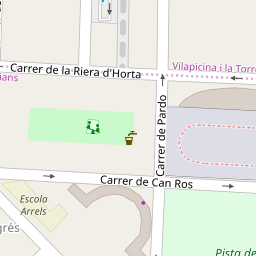 Carrer de la Riera d'Horta
Vilapicina i la Torre
Carrer de Pardo
Carrer de Can Ros
Escola
Arrels
Pista de